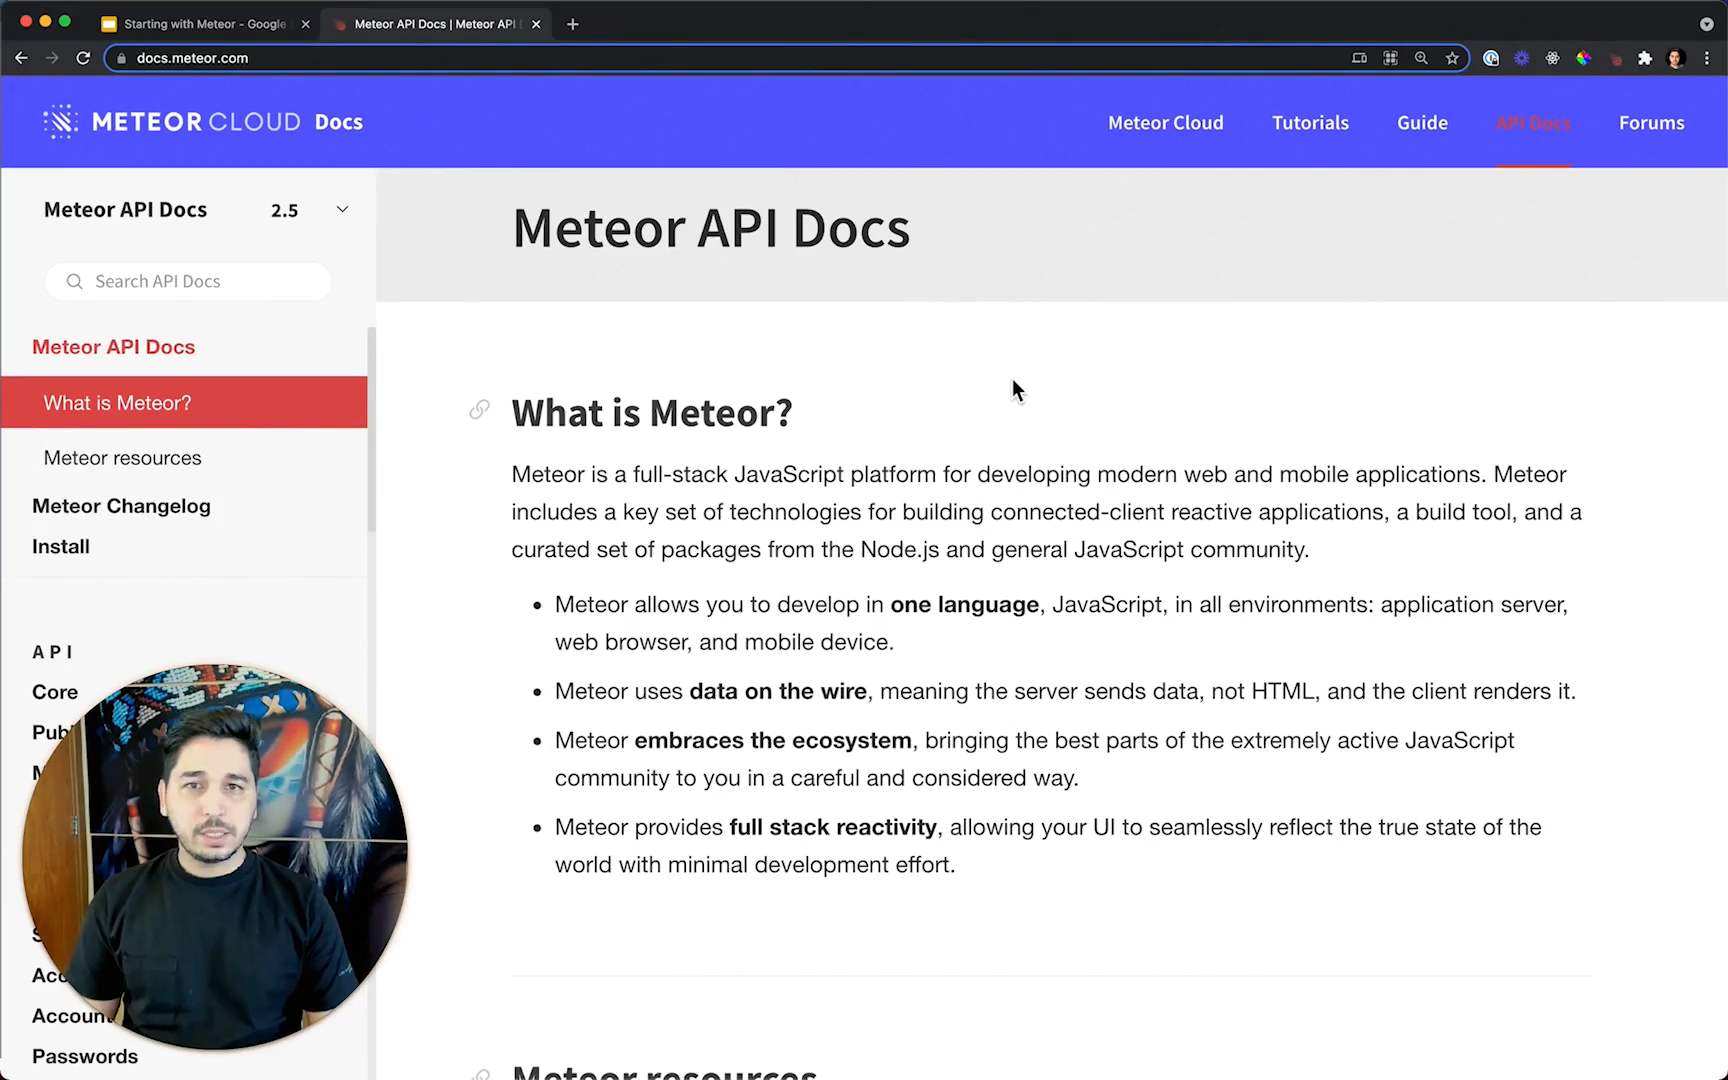 Starting with Meteor - Google
Meteor API Docs | Meteor API
docs.meteor.com
METEOR CLOUD Docs
Meteor Cloud
Tutorials
Guide
API Docs
Forums
Meteor API Docs
2.5
Search API Docs
Meteor API Docs
What is Meteor?
Meteor resources
Meteor Changelog
Install
API
Core
Passwords
Meteor API Docs
What is Meteor?
Meteor is a full-stack JavaScript platform for developing modern web and mobile applications. Meteor
includes a key set of technologies for building connected-client reactive applications, a build tool, and a
curated set of packages from the Node.js and general JavaScript community.
• Meteor allows you to develop in one language, JavaScript, in all environments: application server,
web browser, and mobile device.
• Meteor uses data on the wire, meaning the server sends data, not HTML, and the client renders it.
• Meteor embraces the ecosystem, bringing the best parts of the extremely active JavaScript
community to you in a careful and considered way.
• Meteor provides full stack reactivity, allowing your UI to seamlessly reflect the true state of the
world with minimal development effort.
Meteor resources